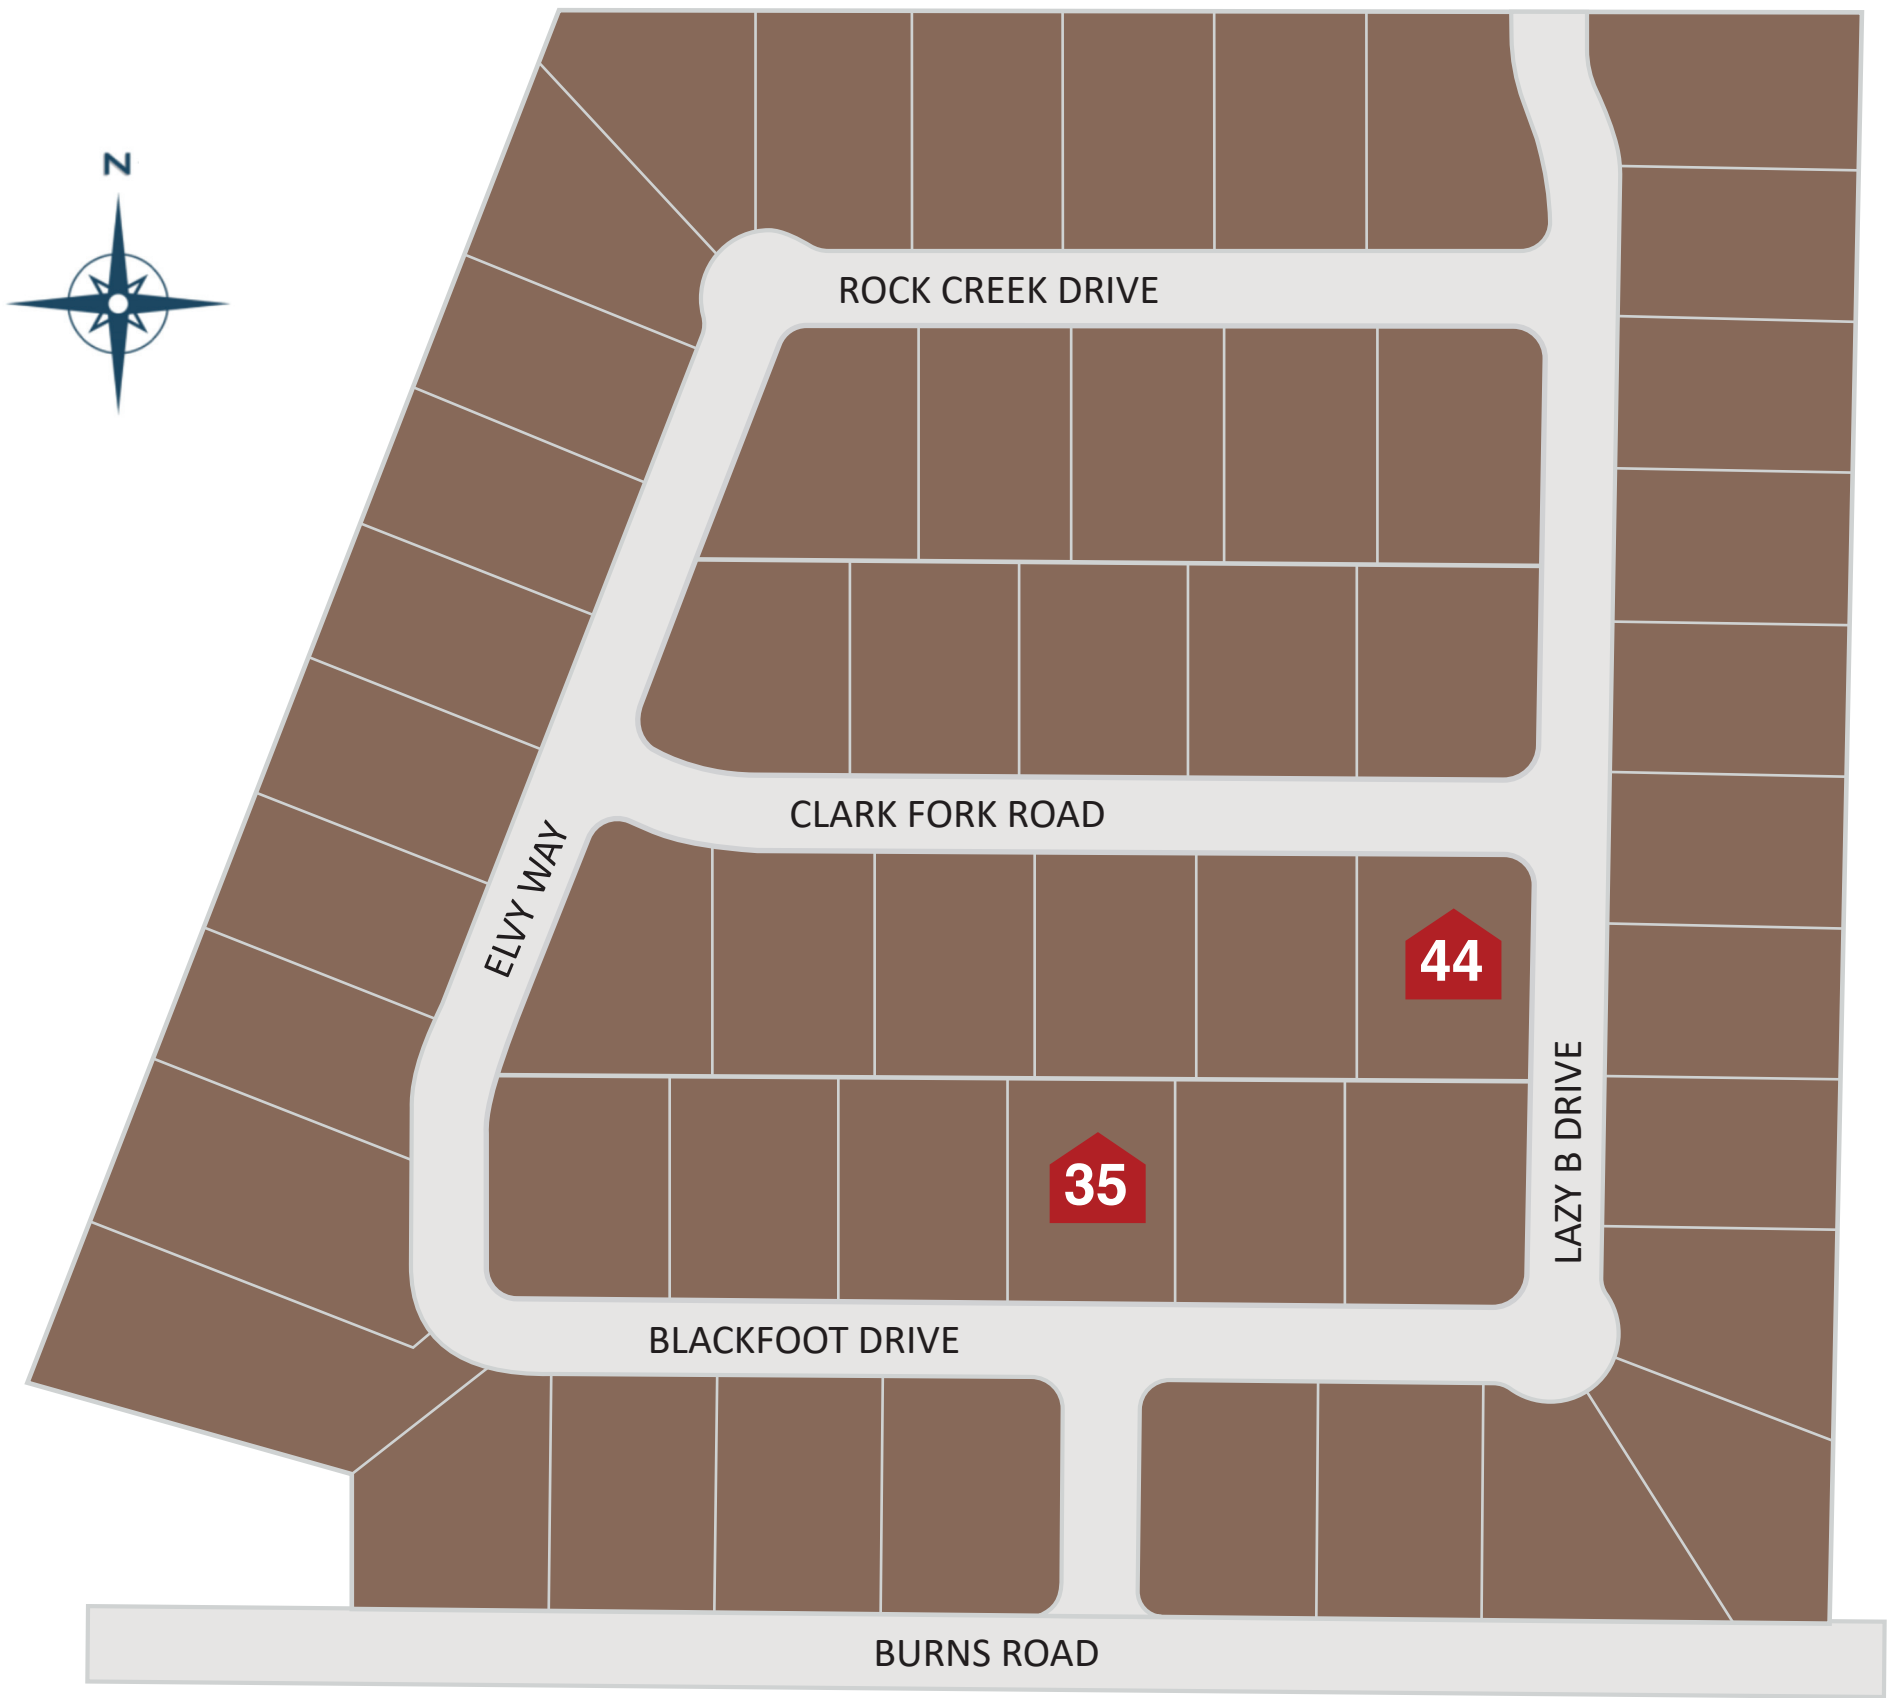 N
ROCK CREEK DRIVE
CLARK FORK ROAD
ELVY WAY
44
LAZY B DRIVE
35
BLACKFOOT DRIVE
BURNS ROAD